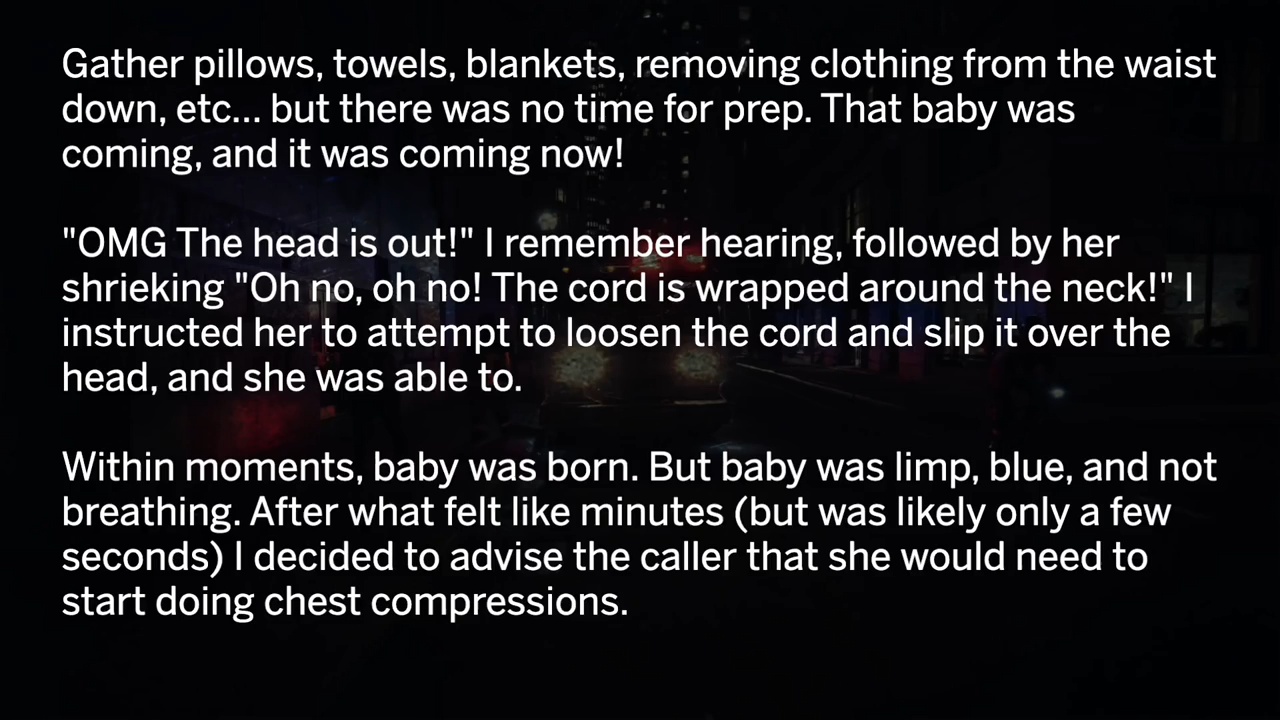 Gather pillows, towels, blankets, removing clothing from the waist
down, etc... but there was no time for prep. That baby was
coming, and it was coming now!
"OMG The head is out!" I remember hearing, followed by her
shrieking "Oh no, oh no! The cord is wrapped around the neck!" I
instructed her to attempt to loosen the cord and slip it over the
head, and she was able to.
Within moments, baby was born. But baby was limp, blue, and not
breathing. After what felt like minutes (but was likely only a few
seconds) I decided to advise the caller that she would need to
start doing chest compressions.